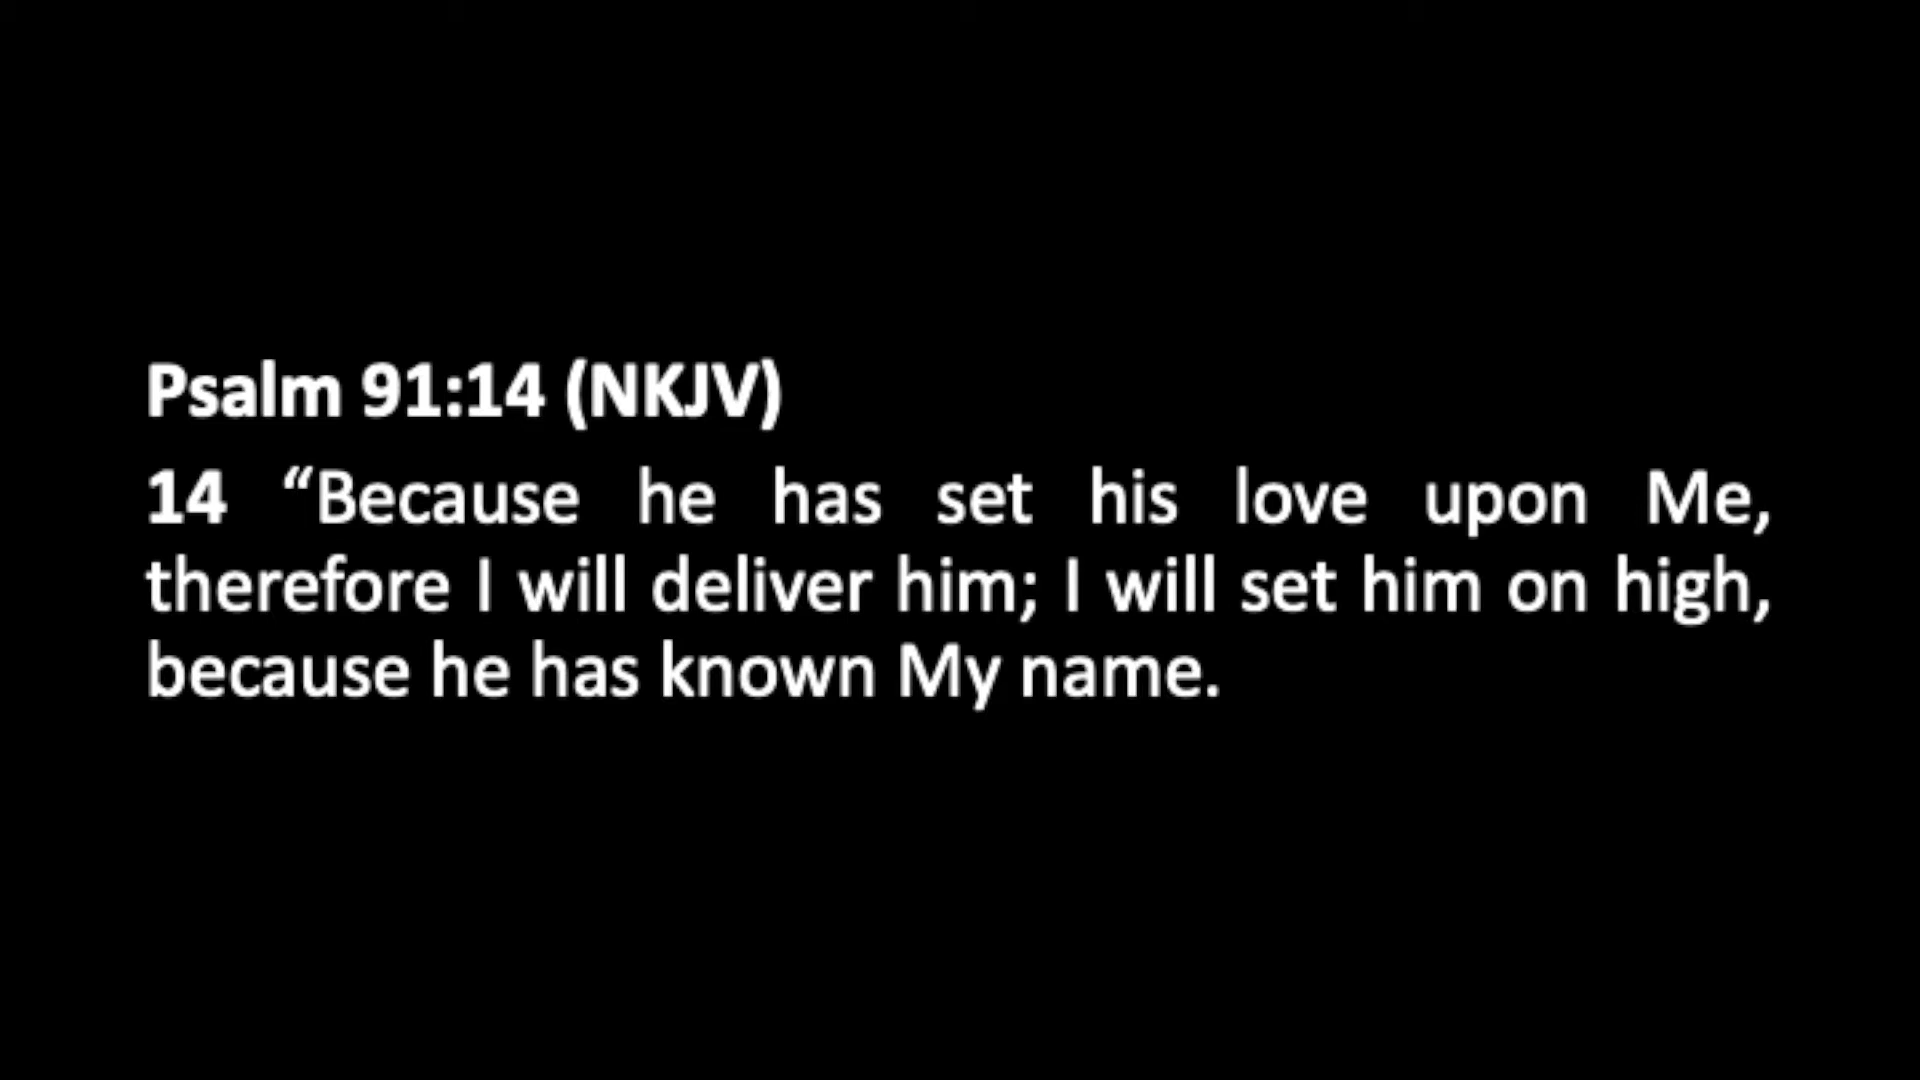 Psalm 91:14 (NKJV)
14 “Because he has set his love upon Me,
therefore I will deliver him; I will set him on high,
because he has known My name.